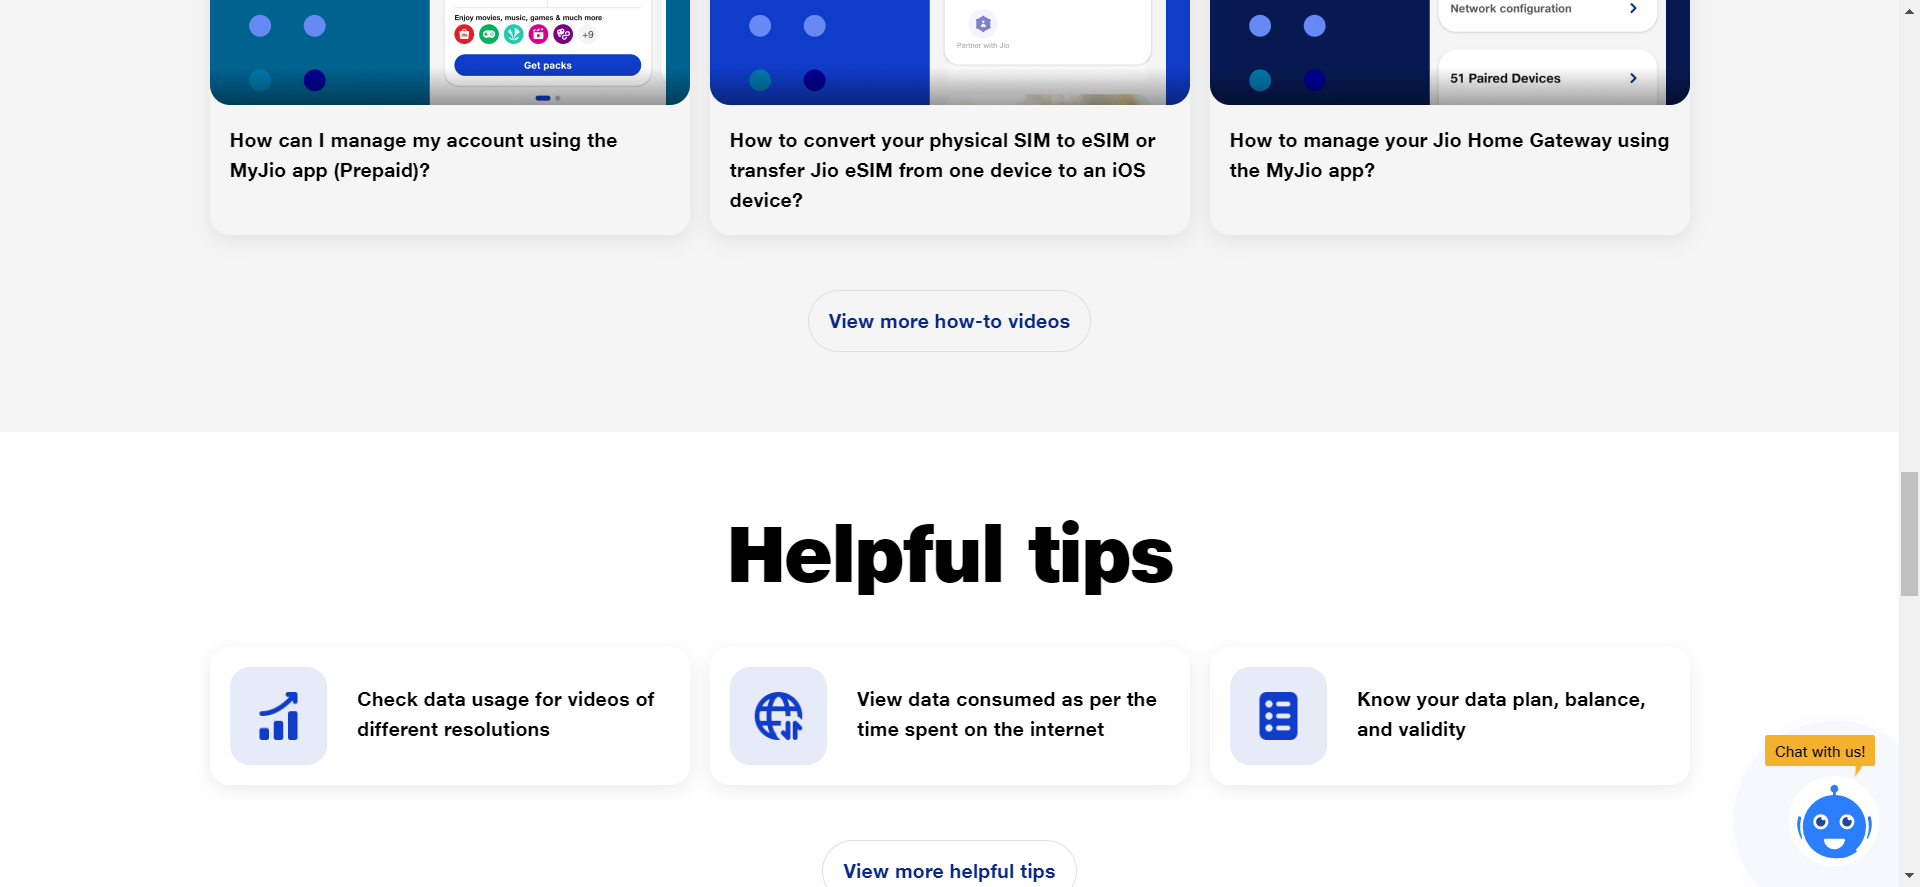 Enjoy movies, music, games & much more
+9
Get packs
Partner with Jio
Network configuration
51 Paired Devices
How can I manage my account using the
MyJio app (Prepaid)?
How to convert your physical SIM to eSIM or
transfer Jio eSIM from one device to an iOS
device?
How to manage your Jio Home Gateway using
the MyJio app?
View more how-to videos
Helpful tips
Check data usage for videos of
different resolutions
View data consumed as per the
time spent on the internet
Know your data plan, balance,
and validity
Chat with us!
View more helpful tips